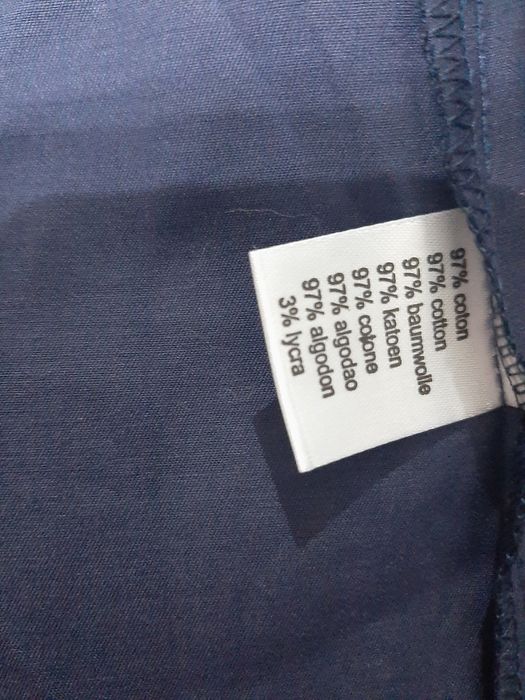 97% coton
97% cotton
97% baumwolle
97% katoen
97% cotone
97% algodao
97% algodon
3% lycra